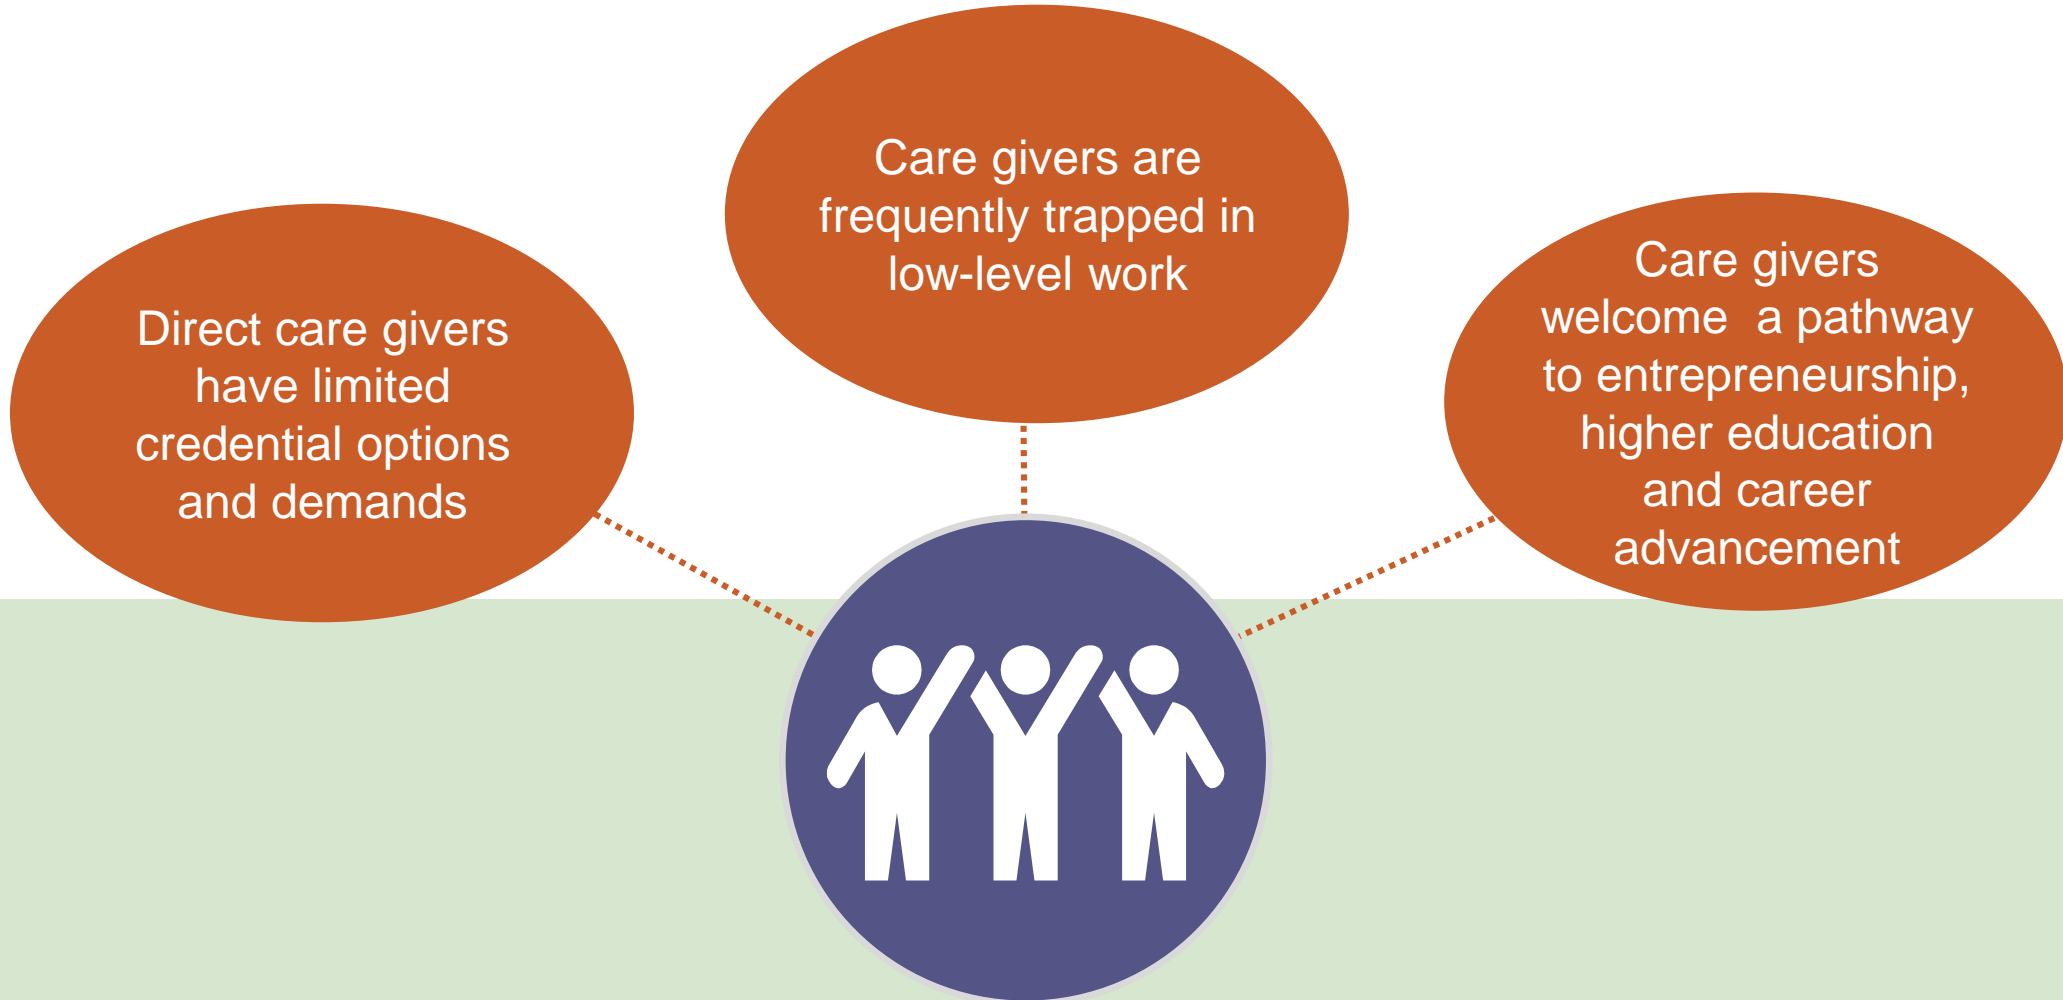 Direct care givers
have limited
credential options
and demands
Care givers are
frequently trapped in
low-level work
Care givers
welcome  a pathway
to entrepreneurship,
higher education
and career
advancement